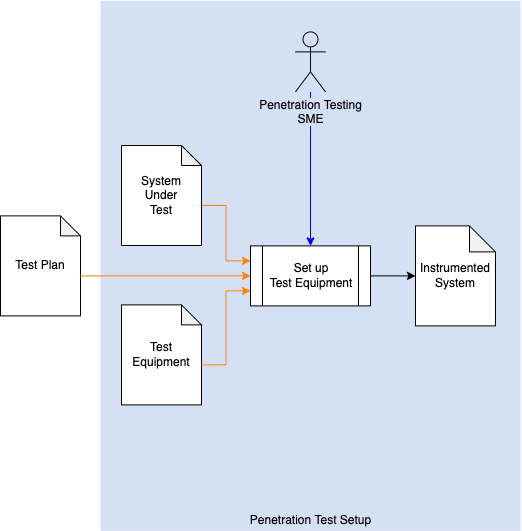 Penetration Testing
SME
System
Under
Test
Test Plan
Set up
Test Equipment
Instrumented
System
Test
Equipment
Penetration Test Setup